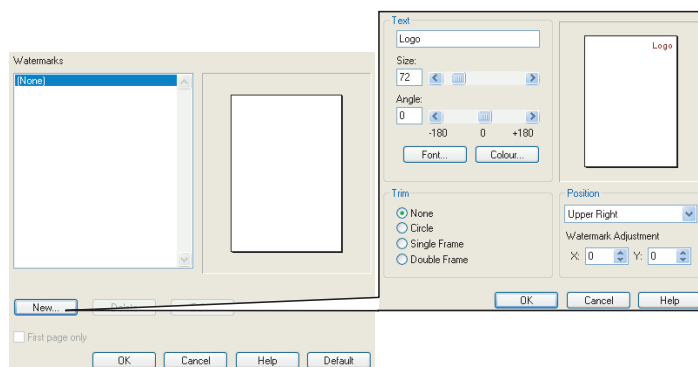 Watermarks
(None)
New...
Delete
First page only
OK Cancel Help Default
Text
Logo
Size:
72
Angle:
0
-180 0 +180
Font... Colour...
Logo
Trim
None
Circle
Single Frame
Double Frame
Position
Upper Right
Watermark Adjustment
X: 0 Y: 0
OK Cancel Help